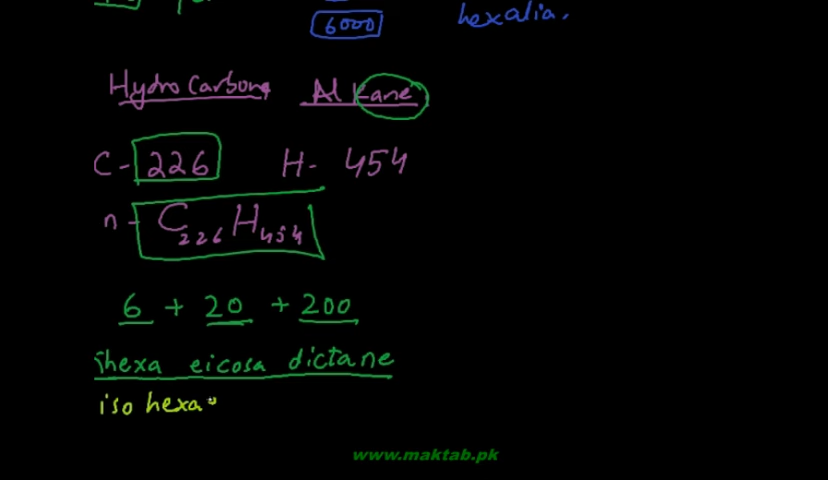 6000 hexalia.
Hydro Carbons Alkane
C - 226 H - 454
n - C₂₂₆H₄₅₄
6 + 20 + 200
hexa eicosa dictane
iso hexa
www.maktab.pk